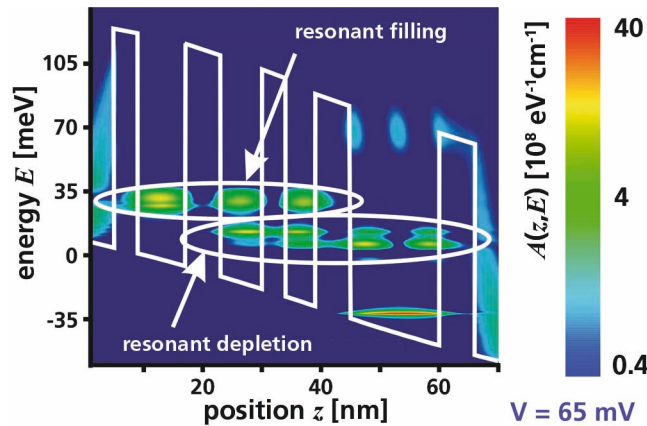 resonant filling
105
70
35
0
-35
energy E [meV]
resonant depletion
20
40
60
position z [nm]
40
4
0.4
A(z,E) [10⁸ eV⁻¹cm⁻¹]
V = 65 mV